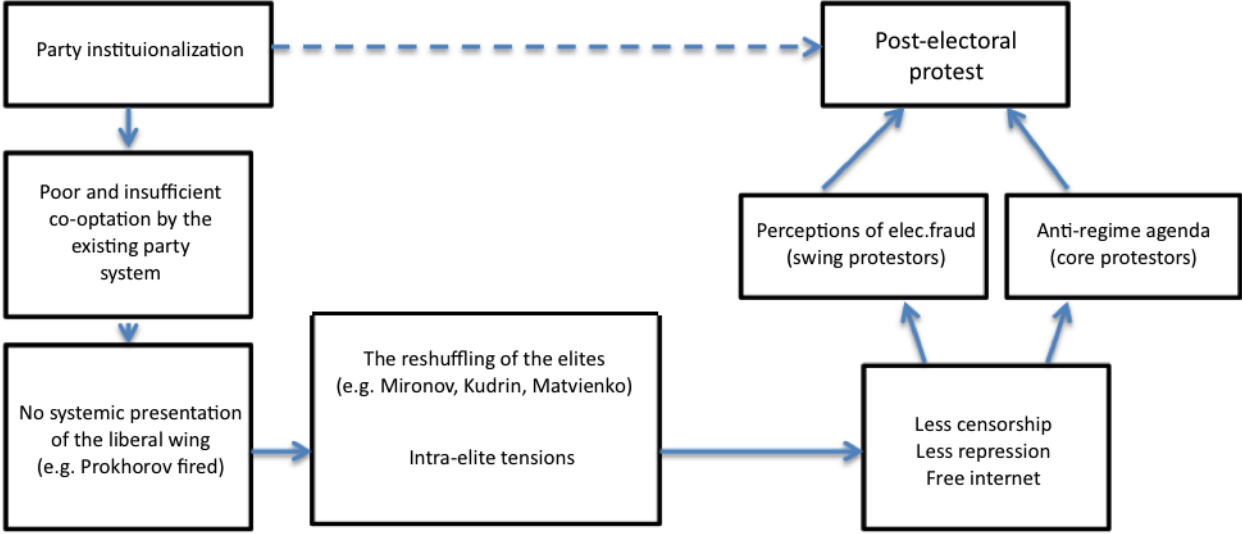 Party instituionalization
Post-electoral
protest
Poor and insufficient
co-optation by the
existing party
system
Perceptions of elec.fraud
(swing protestors)
Anti-regime agenda
(core protestors)
No systemic presentation
of the liberal wing
(e.g. Prokhorov fired)
The reshuffling of the elites
(e.g. Mironov, Kudrin, Matvienko)
Intra-elite tensions
Less censorship
Less repression
Free internet